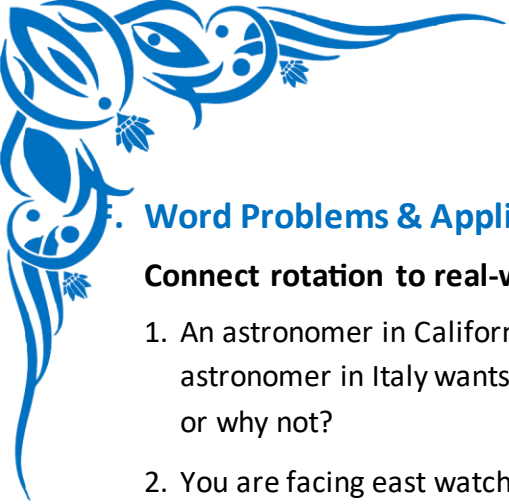 . Word Problems & Appli
Connect rotation to real-w
1. An astronomer in Californ
astronomer in Italy wants
or why not?
2. You are facing east watch